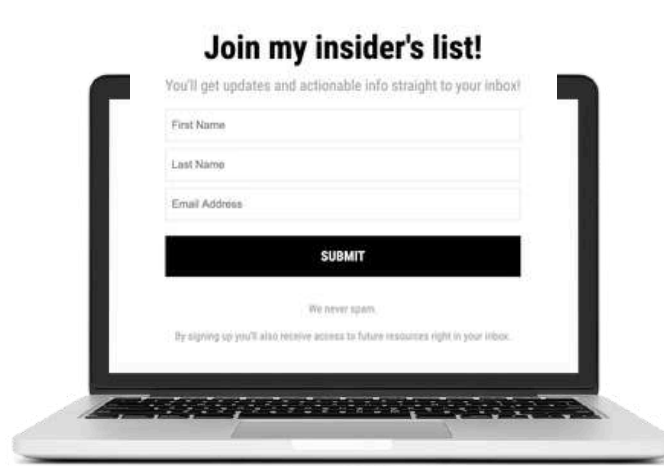 Join my insider's list!
You'll get updates and actionable info straight to your inbox!
First Name
Last Name
Email Address
SUBMIT
We never spam.
By signing up you'll also receive access to future resources right in your inbox.